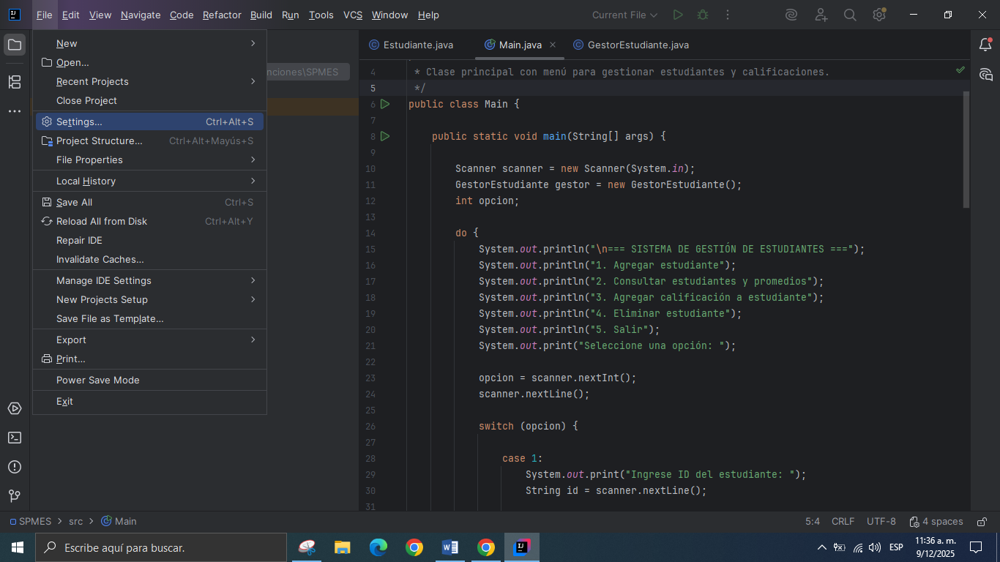 File Edit View Navigate Code Refactor Build Run Tools VCS Window Help Current File
New
Open...
Recent Projects
Close Project
Settings... Ctrl+Alt+S
Project Structure... Ctrl+Alt+Mayús+S
File Properties
Local History
Save All Ctrl+S
Reload All from Disk Ctrl+Alt+Y
Repair IDE
Invalidate Caches...
Manage IDE Settings
New Projects Setup
Save File as Template...
Export
Print...
Power Save Mode
Exit
nciones\SPMES
Estudiante.java Main.java GestorEstudiante.java
4 * Clase principal con menú para gestionar estudiantes y calificaciones.
5 */
6 public class Main {
7
8 public static void main(String[] args) {
9
10 Scanner scanner = new Scanner(System.in);
11 GestorEstudiante gestor = new GestorEstudiante();
12 int opcion;
13
14 do {
15 System.out.println("\n=== SISTEMA DE GESTIÓN DE ESTUDIANTES ===");
16 System.out.println("1. Agregar estudiante");
17 System.out.println("2. Consultar estudiantes y promedios");
18 System.out.println("3. Agregar calificación a estudiante");
19 System.out.println("4. Eliminar estudiante");
20 System.out.println("5. Salir");
21 System.out.print("Seleccione una opción: ");
22
23 opcion = scanner.nextInt();
24 scanner.nextLine();
25
26 switch (opcion) {
27
28 case 1:
29 System.out.print("Ingrese ID del estudiante: ");
30 String id = scanner.nextLine();
31
SPMES > src > Main 5:4 CRLF UTF-8 4 spaces
Escribe aquí para buscar. ESP 11:36 a. m.
9/12/2025